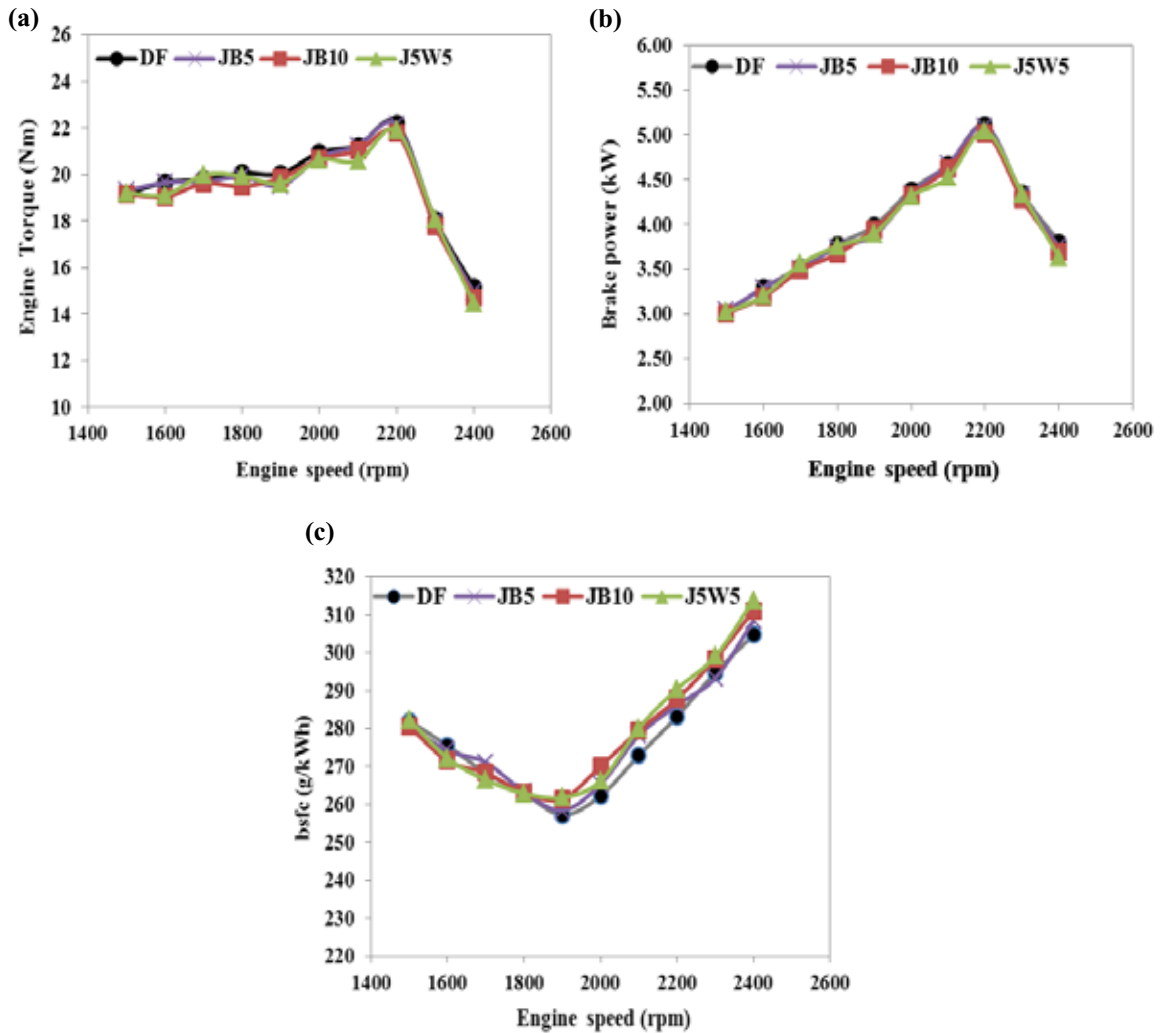 (a)
26
24
22
20
18
16
14
12
10
Engine Torque (Nm)
DF JB5 JB10 J5W5
1400 1600 1800 2000 2200 2400 2600
Engine speed (rpm)
(b)
6.00
5.50
5.00
4.50
4.00
3.50
3.00
2.50
2.00
Brake power (kW)
DF JB5 JB10 J5W5
1400 1600 1800 2000 2200 2400 2600
Engine speed (rpm)
(c)
320
310
300
290
280
270
260
250
240
230
220
bsfc (g/kWh)
DF JB5 JB10 J5W5
1400 1600 1800 2000 2200 2400 2600
Engine speed (rpm)